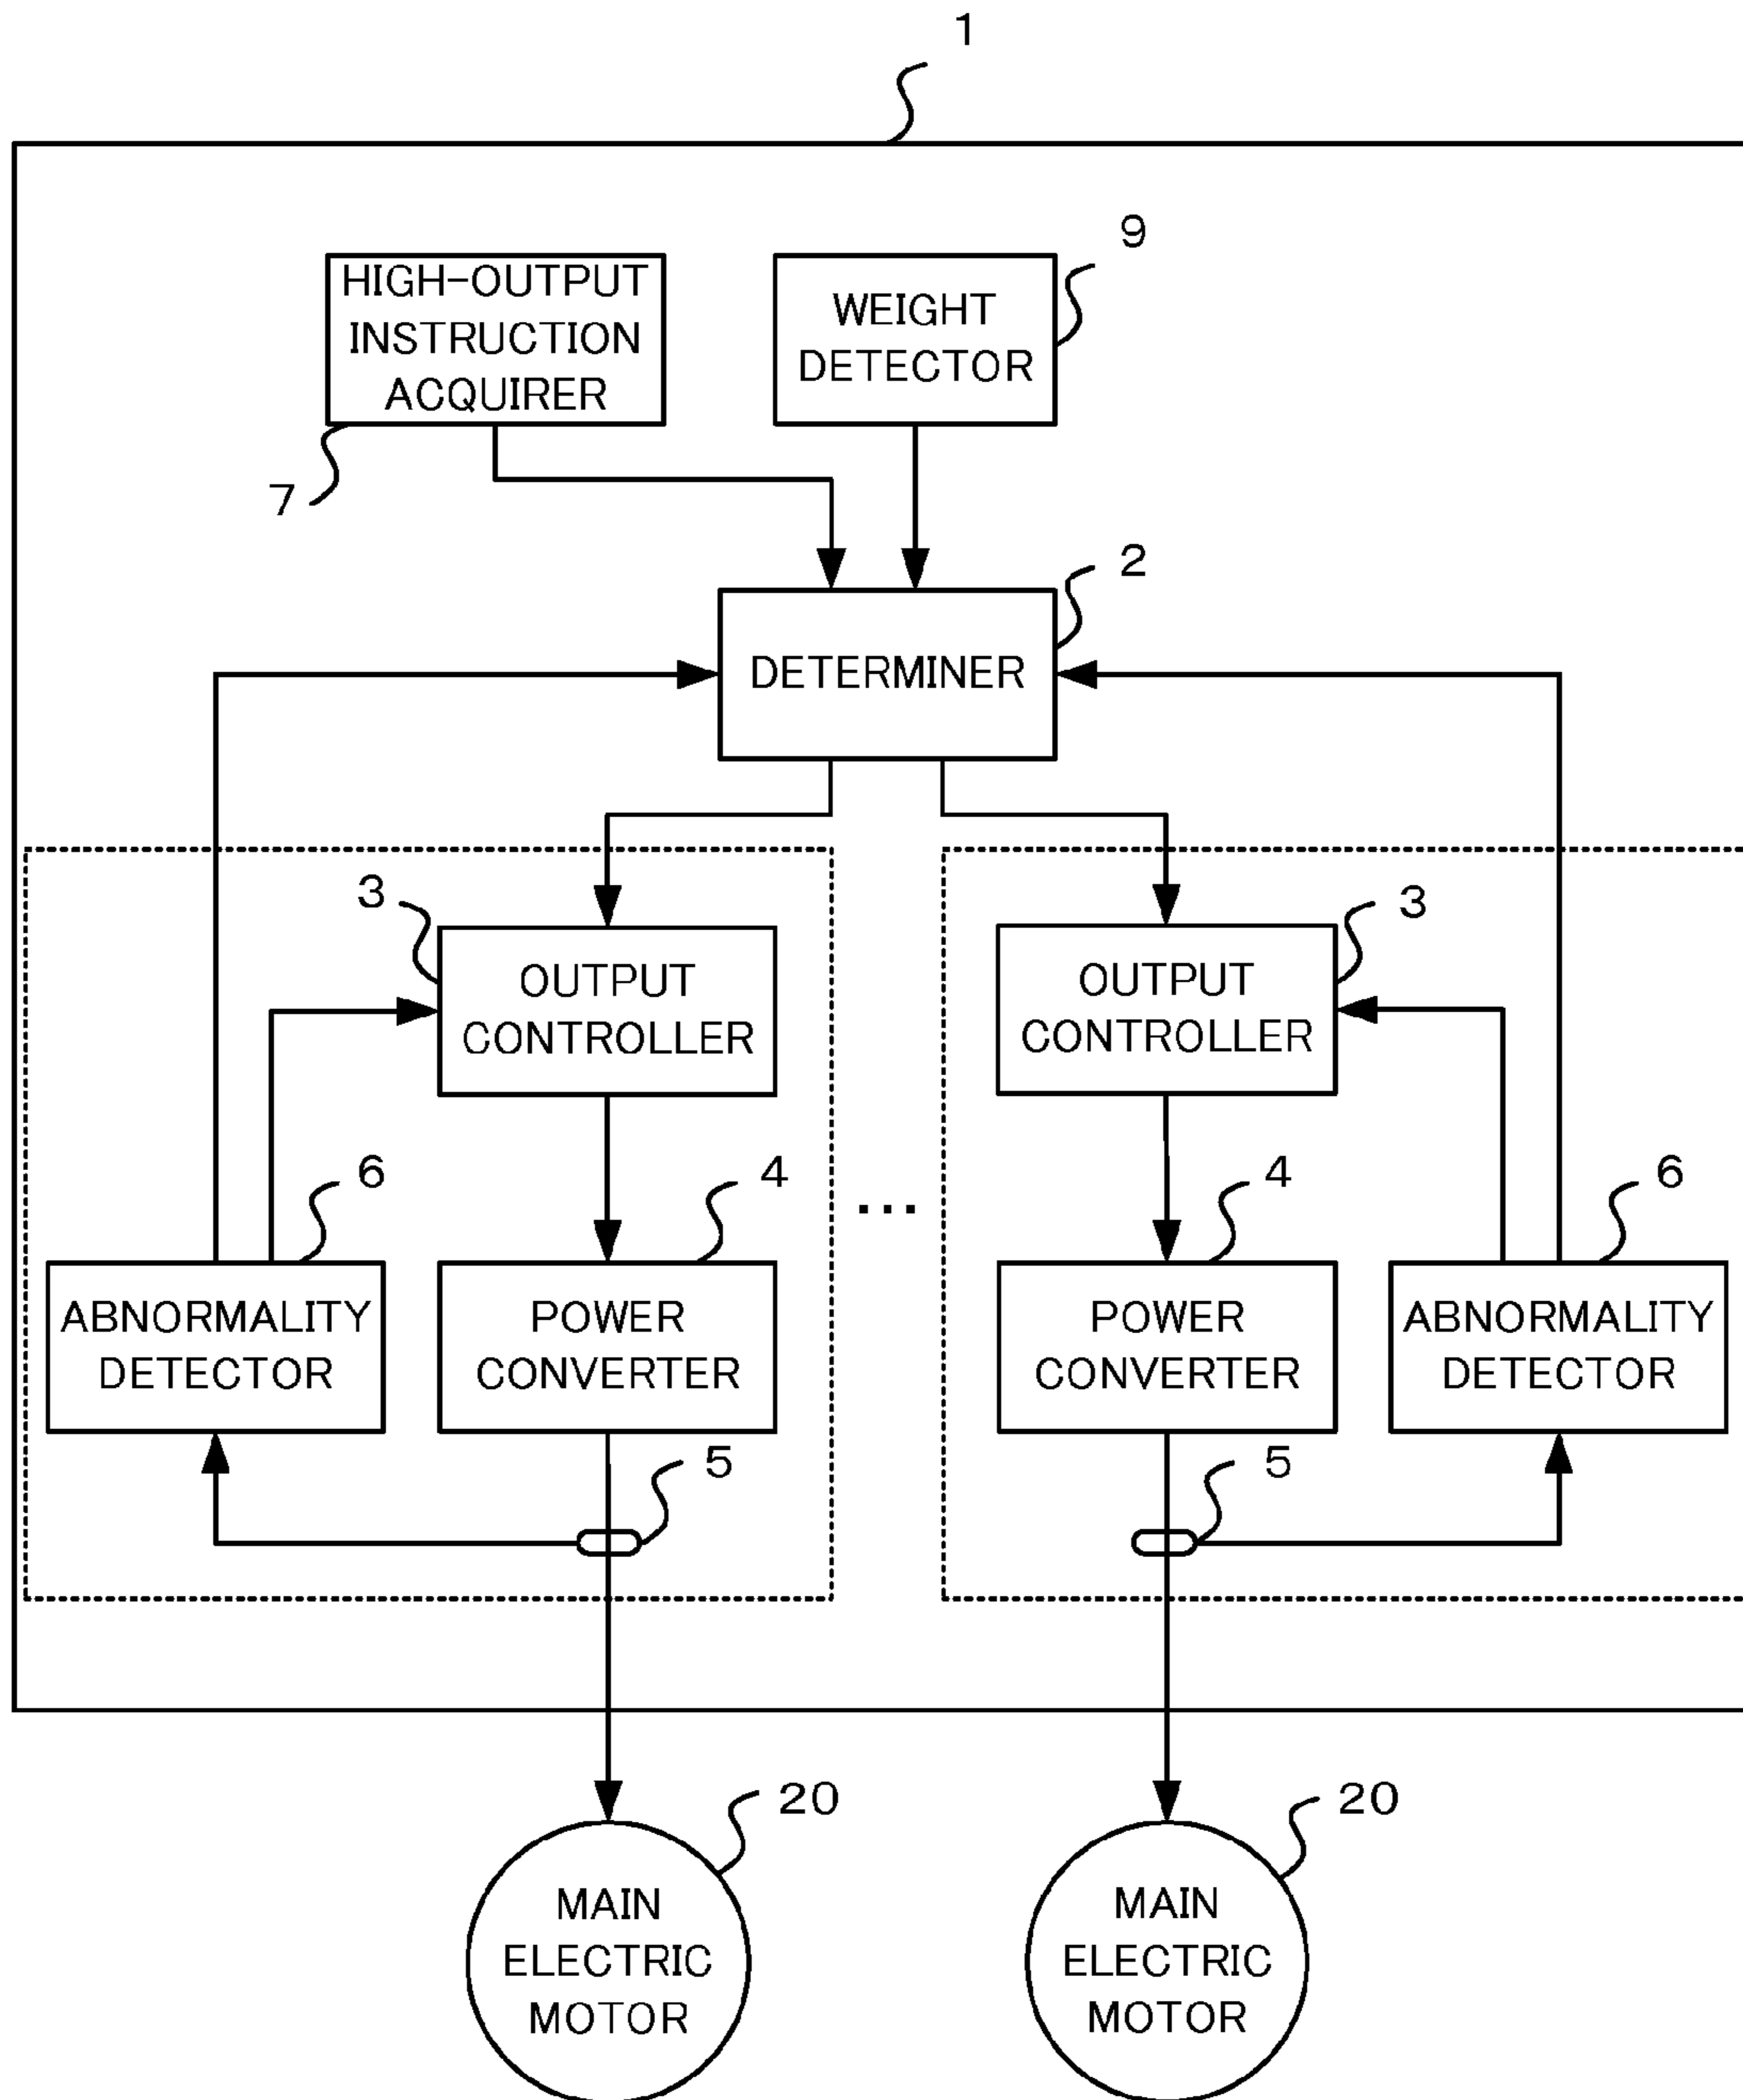 1
HIGH-OUTPUT
INSTRUCTION
ACQUIRER
7
WEIGHT
DETECTOR
9
DETERMINER
2
3
OUTPUT
CONTROLLER
OUTPUT
CONTROLLER
3
6
ABNORMALITY
DETECTOR
4
POWER
CONVERTER
...
4
POWER
CONVERTER
6
ABNORMALITY
DETECTOR
5
5
20
MAIN
ELECTRIC
MOTOR
20
MAIN
ELECTRIC
MOTOR